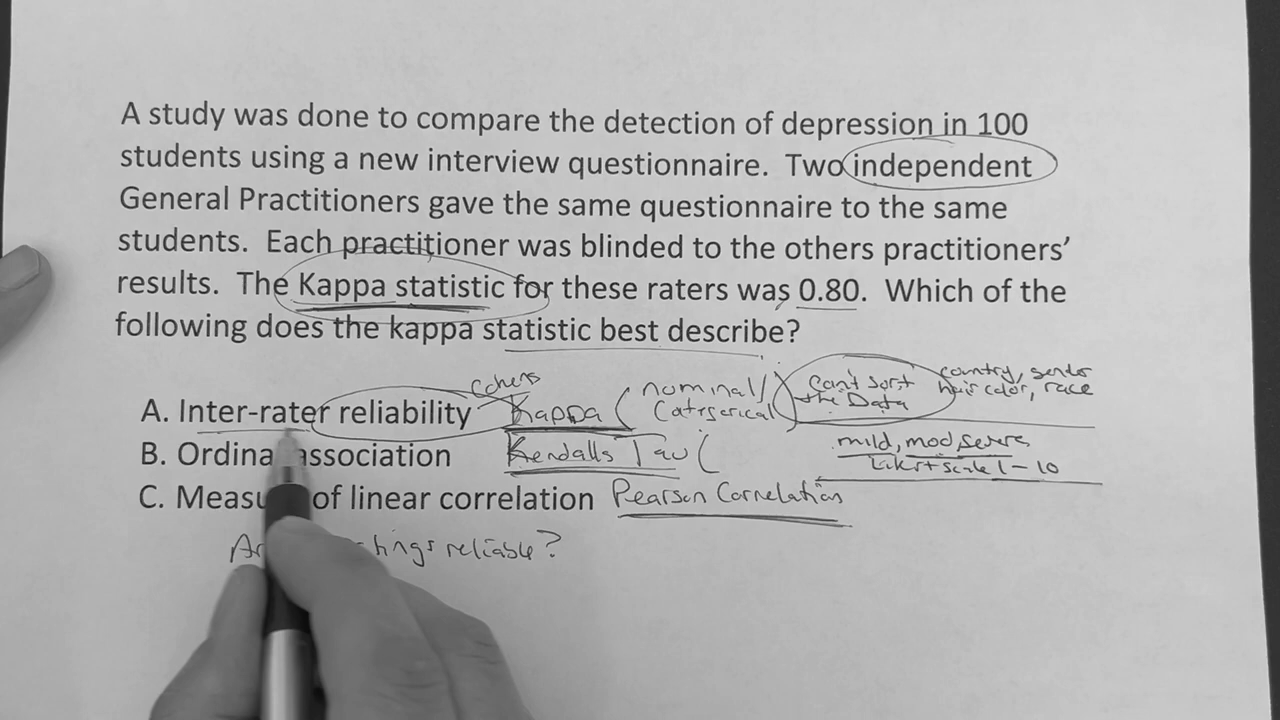 A study was done to compare the detection of depression in 100
students using a new interview questionnaire. Two independent
General Practitioners gave the same questionnaire to the same
students. Each practitioner was blinded to the others practitioners'
results. The Kappa statistic for these raters was 0.80. Which of the
following does the kappa statistic best describe?
A. Inter-rater reliability Kappa ( nominal/ ) can't sort country, gender
Categorical the Data hair color, race
B. Ordina association Kendalls Tau ( mild, mod, severe
Likert scale 1-10
C. Measu of linear correlation Pearson Correlation
reliable?